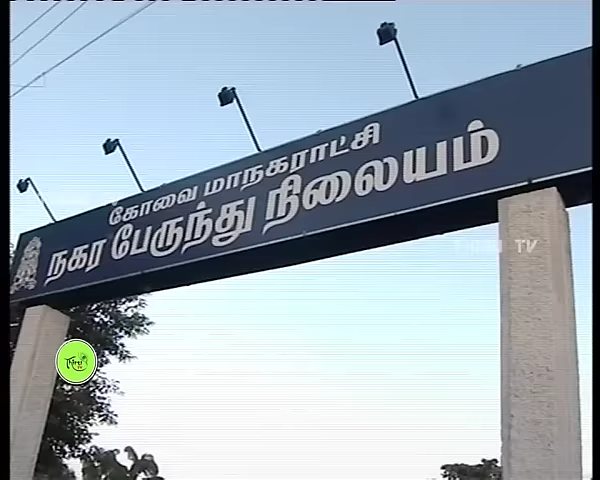 கோவை மாநகராட்சி
நகர பேருந்து நிலையம்